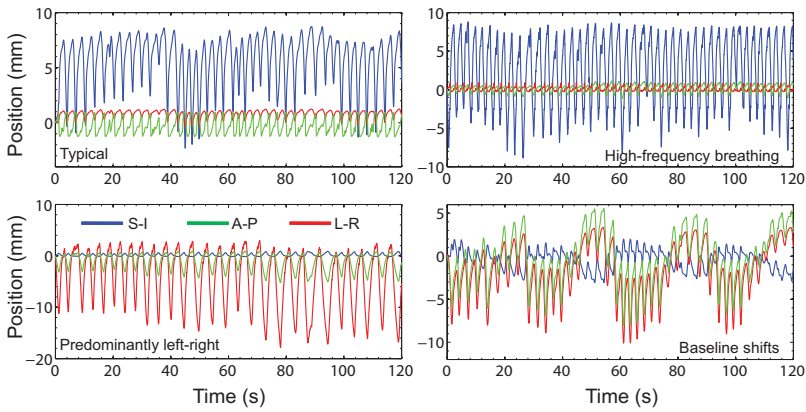 10
5
0
Position (mm)
Typical
0 20 40 60 80 100 120
10
5
0
−5
−10
High-frequency breathing
0 20 40 60 80 100 120
10
0
−10
−20
Position (mm)
S-I A-P L-R
Predominantly left-right
0 20 40 60 80 100 120
Time (s)
5
0
−5
−10
Baseline shifts
0 20 40 60 80 100 120
Time (s)